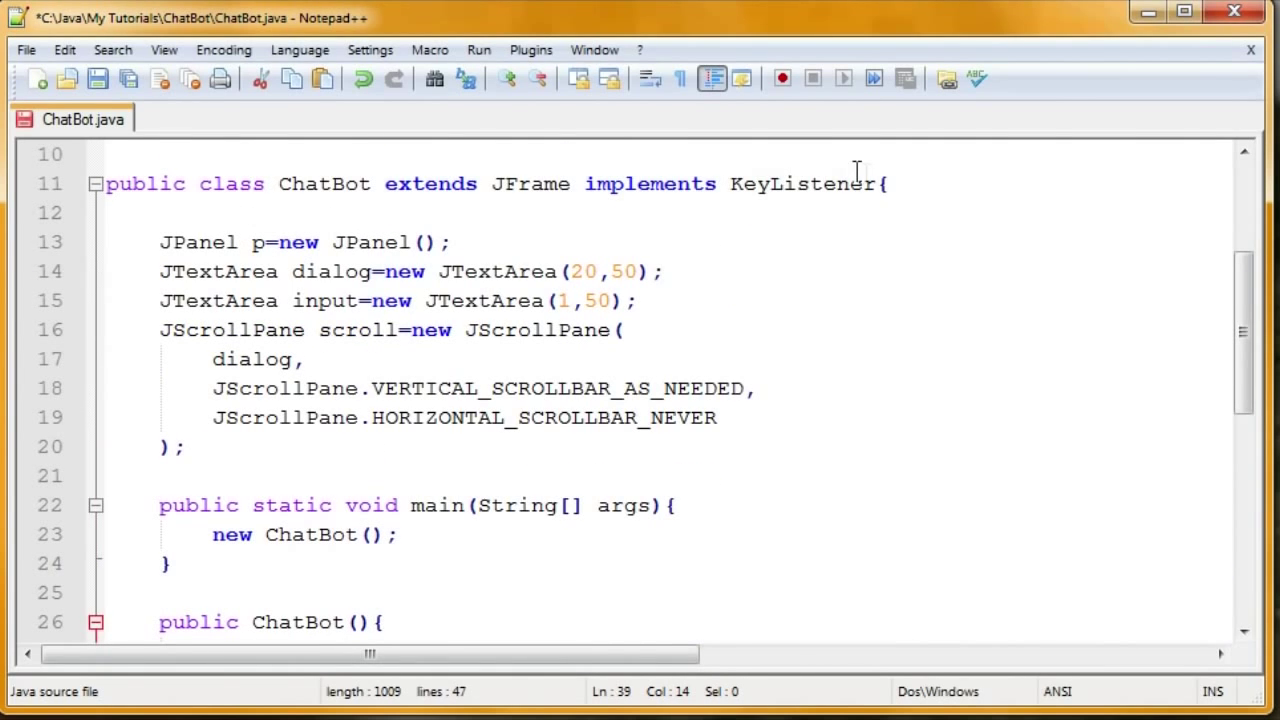 *C:\Java\My Tutorials\ChatBot\ChatBot.java - Notepad++
File Edit Search View Encoding Language Settings Macro Run Plugins Window ? X
ABC
ChatBot.java
10
11 public class ChatBot extends JFrame implements KeyListener{
12
13 JPanel p=new JPanel();
14 JTextArea dialog=new JTextArea(20,50);
15 JTextArea input=new JTextArea(1,50);
16 JScrollPane scroll=new JScrollPane(
17 dialog,
18 JScrollPane.VERTICAL_SCROLLBAR_AS_NEEDED,
19 JScrollPane.HORIZONTAL_SCROLLBAR_NEVER
20 );
21
22 public static void main(String[] args){
23 new ChatBot();
24 }
25
26 public ChatBot(){
Java source file length : 1009 lines : 47 Ln : 39 Col : 14 Sel : 0 Dos\Windows ANSI INS